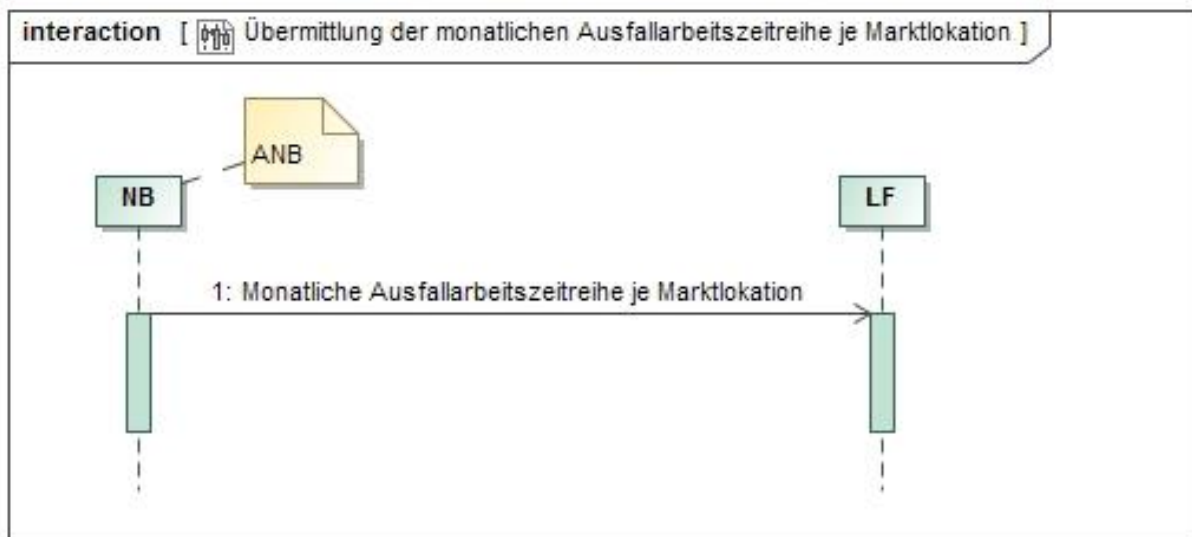 interaction [ Übermittlung der monatlichen Ausfallarbeitszeitreihe je Marktlokation ]
ANB
NB
LF
1: Monatliche Ausfallarbeitszeitreihe je Marktlokation